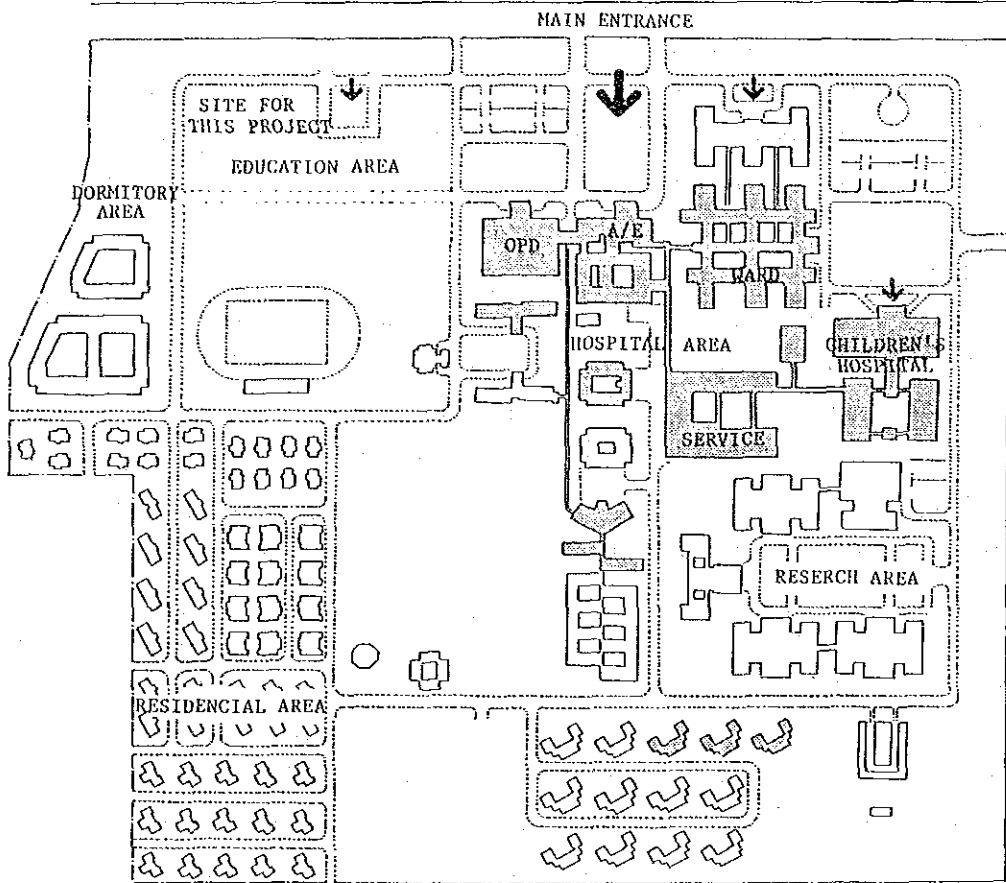 MAIN ENTRANCE
SITE FOR
THIS PROJECT
EDUCATION AREA
DORMITORY
AREA
OPD
A/E
WARD
HOSPITAL AREA
CHILDREN'S
HOSPITAL
SERVICE
RESERCH AREA
RESIDENCIAL AREA